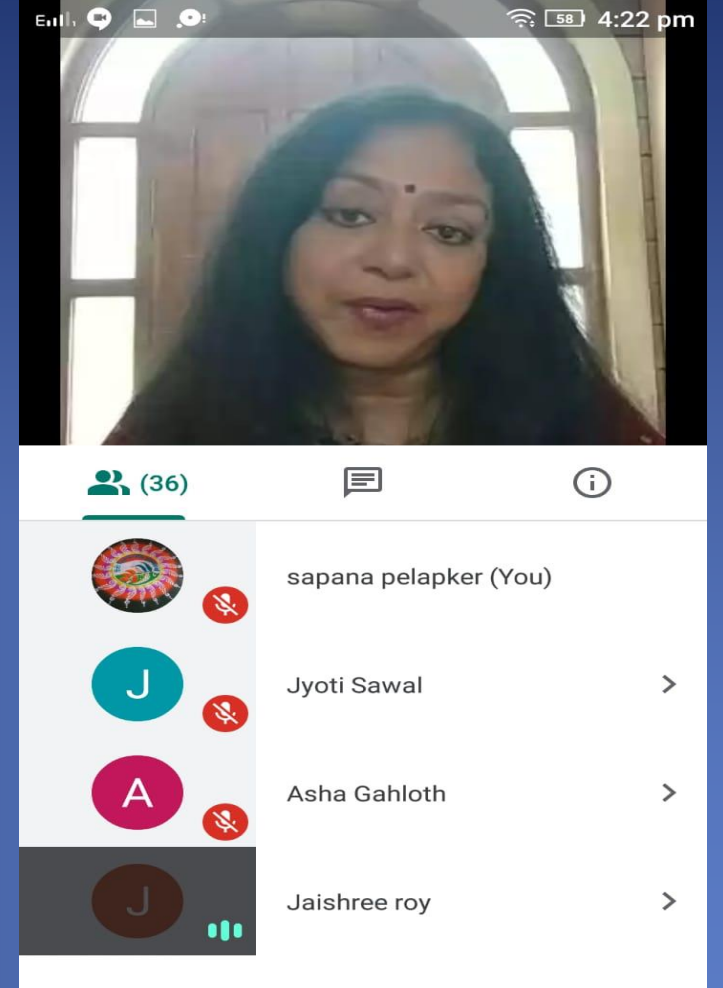 E 58 4:22 pm
(36)
sapana pelapker (You)
J
Jyoti Sawal
A
Asha Gahloth
J
Jaishree roy